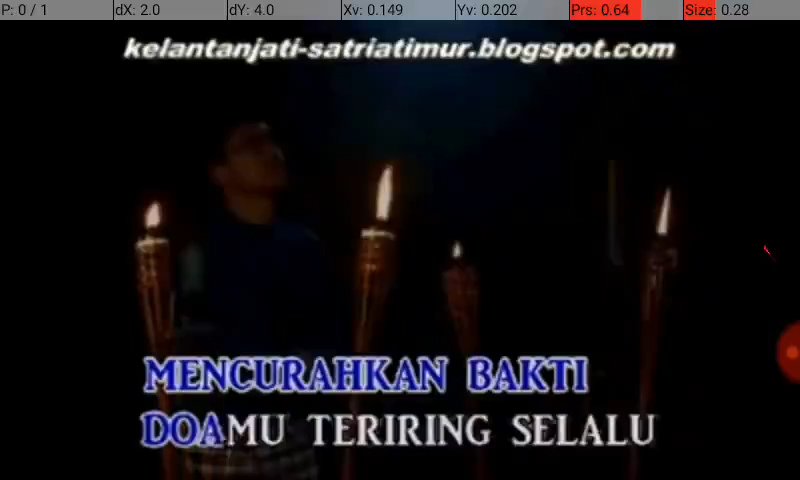 P: 0 / 1 dX: 2.0 dY: 4.0 Xv: 0.149 Yv: 0.202 Prs: 0.64 Size: 0.28
kelantanjati-satriatimur.blogspot.com
MENCURAHKAN BAKTI
DOAMU TERIRING SELALU